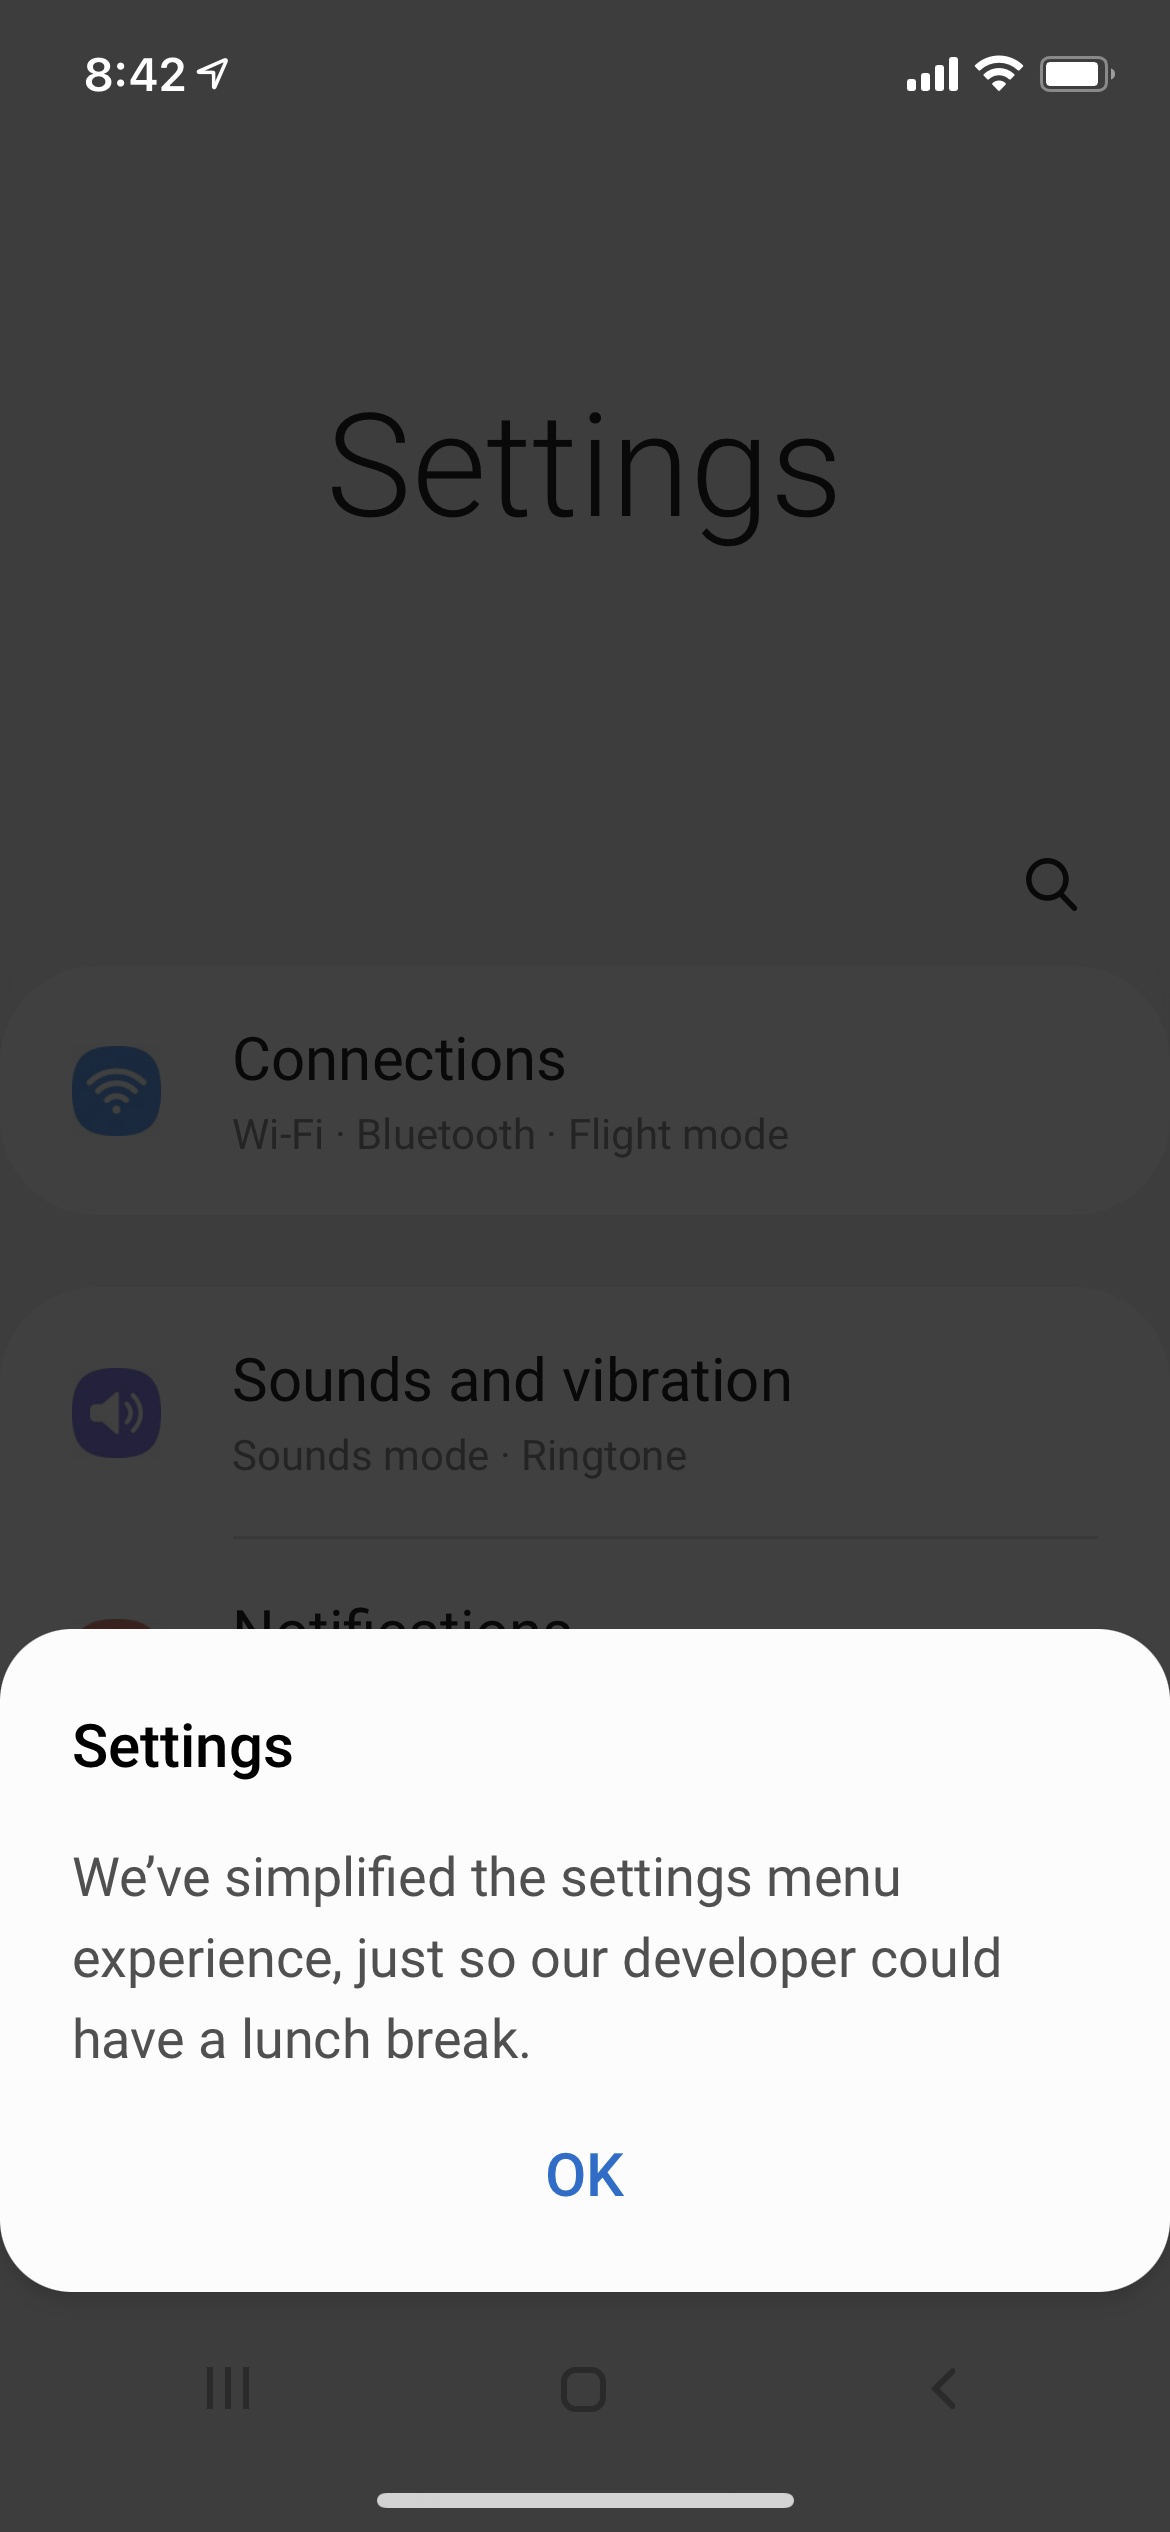 8:42
Settings
Connections
Wi-Fi · Bluetooth · Flight mode
Sounds and vibration
Sounds mode · Ringtone
Notifications
Settings
We’ve simplified the settings menu
experience, just so our developer could
have a lunch break.
OK